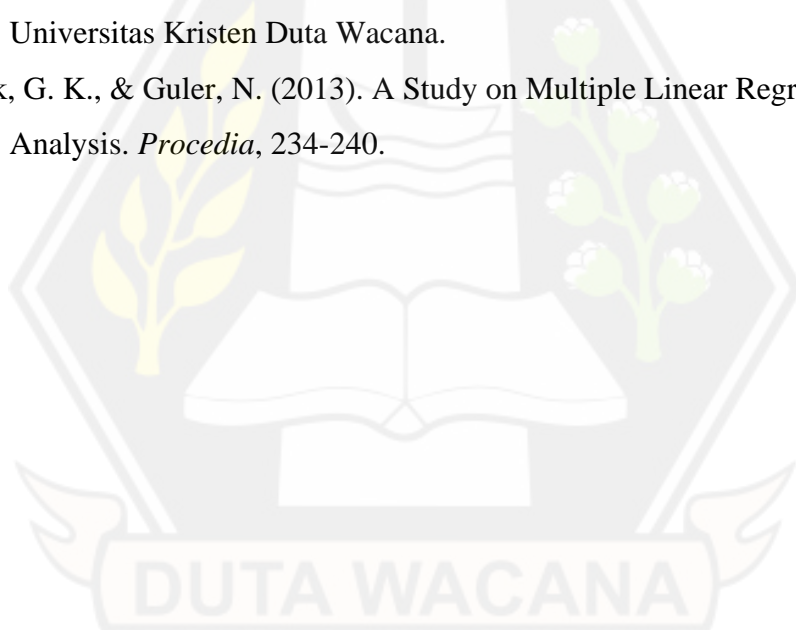 Universitas Kristen Duta Wacana.
k, G. K., & Guler, N. (2013). A Study on Multiple Linear Regr
Analysis. Procedia, 234-240.
DUTA WACANA